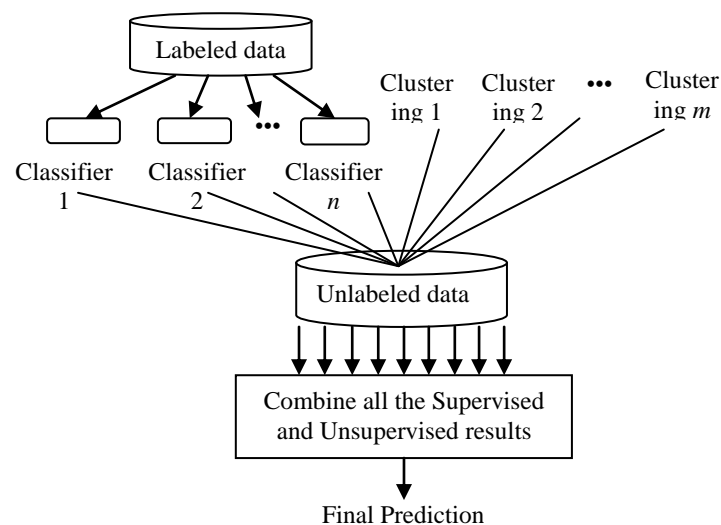 Labeled data
Cluster
ing 1
Cluster
ing 2
•••
Cluster
ing m
•••
Classifier
1
Classifier
2
Classifier
n
Unlabeled data
Combine all the Supervised
and Unsupervised results
Final Prediction